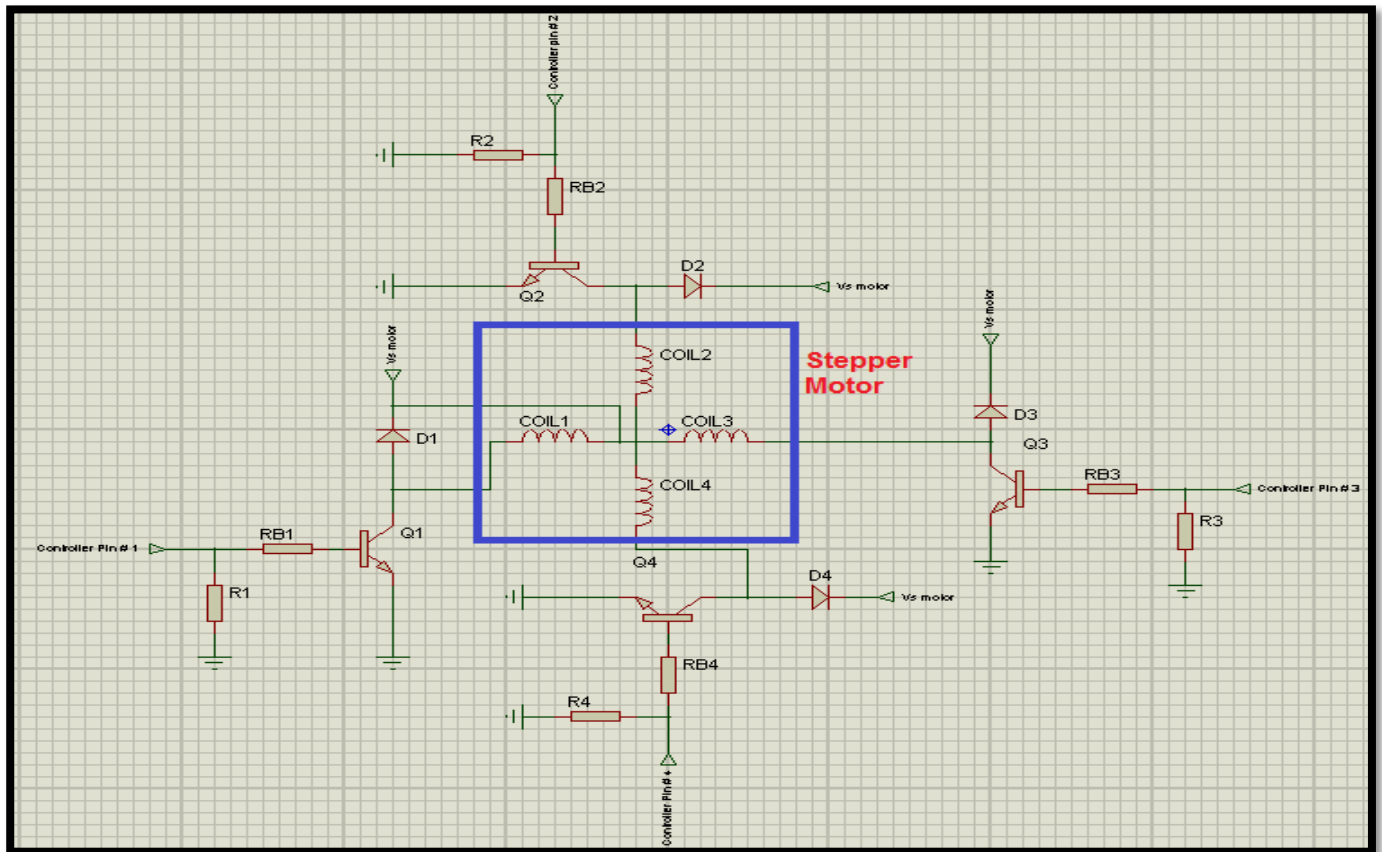 Controller pin # 2
R2
RB2
D2
Q2
Vs motor
Vs motor
Vs motor
COIL2
Stepper
Motor
COIL1
COIL3
D1
D3
Q3
COIL4
RB3
Controller Pin # 3
R3
Q1
RB1
Controller Pin # 1
Q4
D4
R1
Vs motor
RB4
R4
Controller Pin # 4